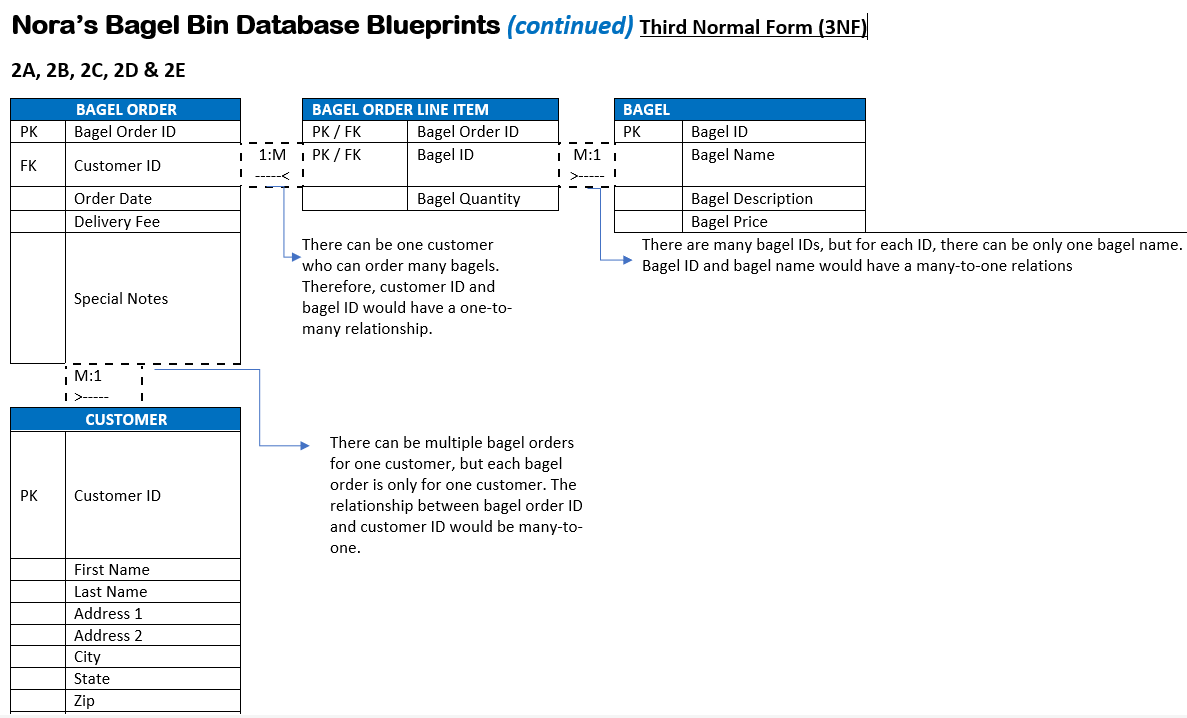 Nora's Bagel Bin Database Blueprints (continued) Third Normal Form (3NF)
2A, 2B, 2C, 2D & 2E
BAGEL ORDER
PK Bagel Order ID
FK Customer ID
Order Date
Delivery Fee
Special Notes
1:M
-----<
BAGEL ORDER LINE ITEM
PK / FK Bagel Order ID
PK / FK Bagel ID
Bagel Quantity
M:1
>-----
BAGEL
PK Bagel ID
Bagel Name
Bagel Description
Bagel Price
There can be one customer
who can order many bagels.
Therefore, customer ID and
bagel ID would have a one-to-
many relationship.
There are many bagel IDs, but for each ID, there can be only one bagel name.
Bagel ID and bagel name would have a many-to-one relations
M:1
>-----
CUSTOMER
PK Customer ID
First Name
Last Name
Address 1
Address 2
City
State
Zip
There can be multiple bagel orders
for one customer, but each bagel
order is only for one customer. The
relationship between bagel order ID
and customer ID would be many-to-
one.